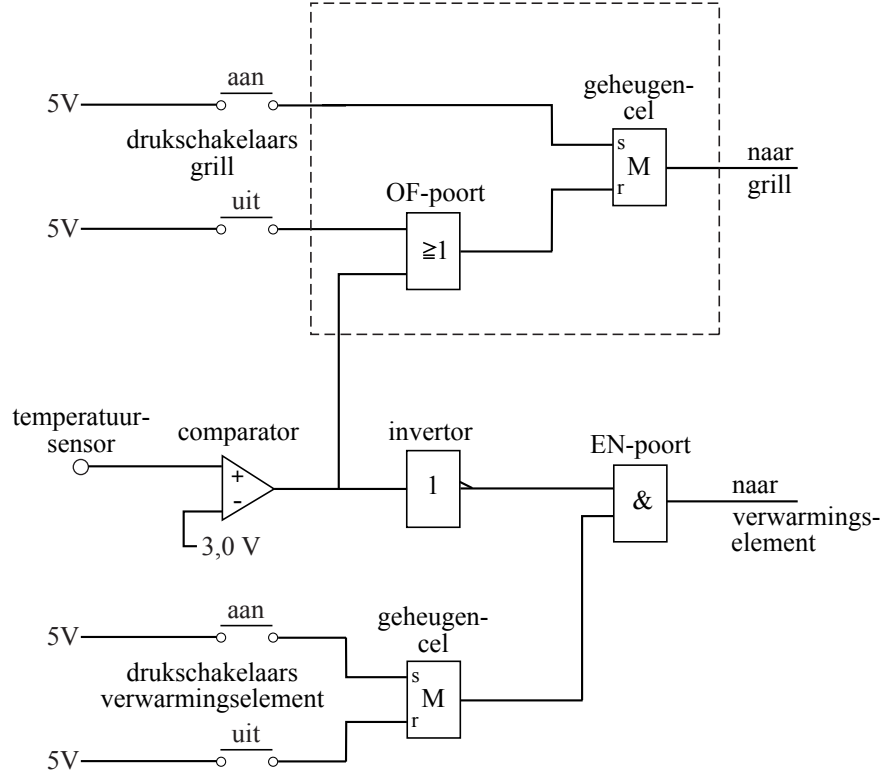 aan
5V
drukschakelaars
grill
uit
5V
geheugen-
cel
s
M
r
naar
grill
OF-poort
≧1
temperatuur-
sensor
comparator
+
-
3,0 V
invertor
1
EN-poort
&
naar
verwarmings-
element
aan
5V
drukschakelaars
verwarmingselement
uit
5V
geheugen-
cel
s
M
r